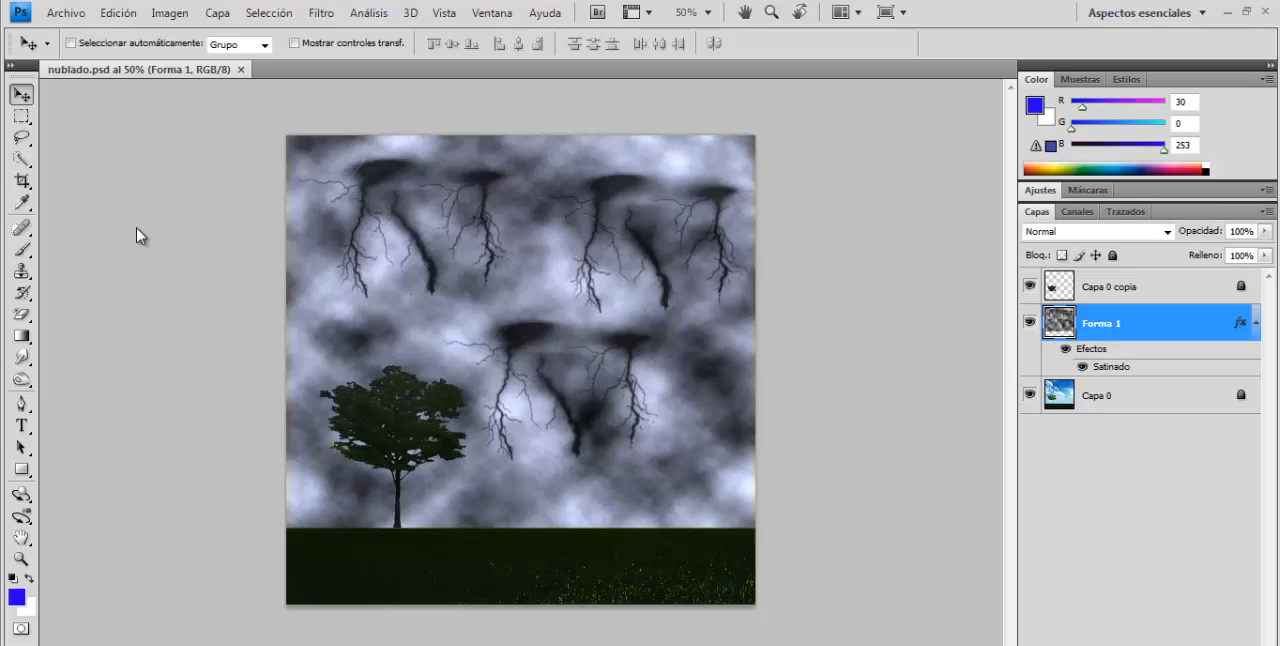 Ps Archivo Edición Imagen Capa Selección Filtro Análisis 3D Vista Ventana Ayuda Br 50% Aspectos esenciales
Seleccionar automáticamente: Grupo Mostrar controles transf.
nublado.psd al 50% (Forma 1, RGB/8)
Color Muestras Estilos
R 30
G 0
B 253
Ajustes Máscaras
Capas Canales Trazados
Normal Opacidad: 100%
Bloq.: Relleno: 100%
Capa 0 copia
Forma 1 fx
Efectos
Satinado
Capa 0
T